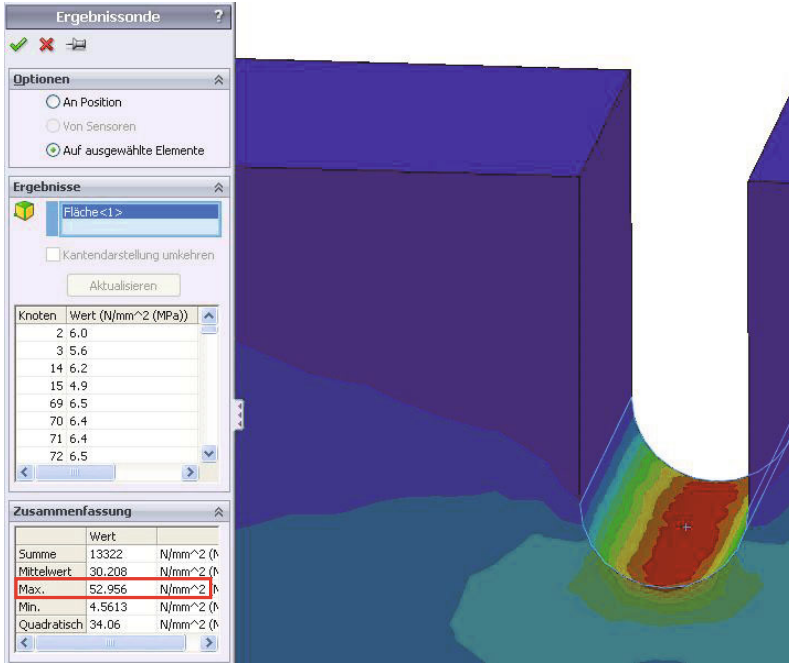 Ergebnissonde ?
Optionen
An Position
Von Sensoren
Auf ausgewählte Elemente
Ergebnisse
Fläche<1>
Kantendarstellung umkehren
Aktualisieren
Knoten Wert (N/mm^2 (MPa))
2 6.0
3 5.6
14 6.2
15 4.9
69 6.5
70 6.4
71 6.4
72 6.5
Zusammenfassung
Wert
Summe 13322 N/mm^2 (N
Mittelwert 30.208 N/mm^2 (N
Max. 52.956 N/mm^2
Min. 4.5613 N/mm^2 (N
Quadratisch 34.06 N/mm^2 (N